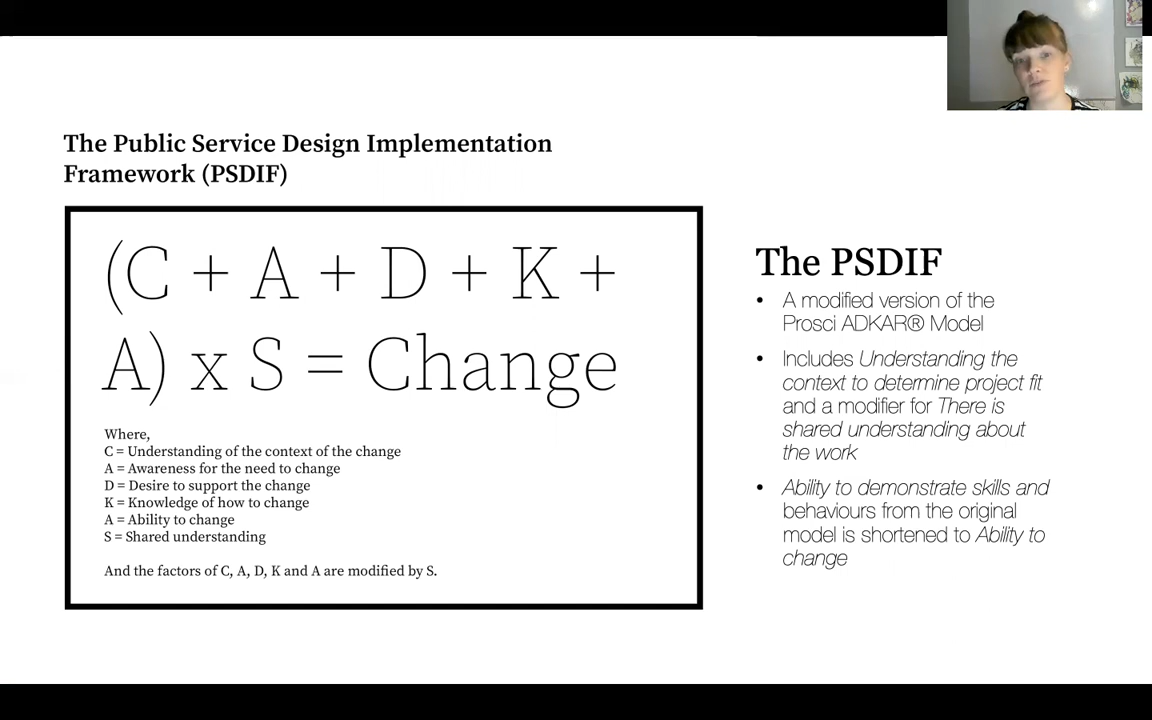 The Public Service Design Implementation
Framework (PSDIF)
(C + A + D + K +
A) x S = Change
Where,
C = Understanding of the context of the change
A = Awareness for the need to change
D = Desire to support the change
K = Knowledge of how to change
A = Ability to change
S = Shared understanding
And the factors of C, A, D, K and A are modified by S.
The PSDIF
• A modified version of the
Prosci ADKAR® Model
• Includes Understanding the
context to determine project fit
and a modifier for There is
shared understanding about
the work
• Ability to demonstrate skills and
behaviours from the original
model is shortened to Ability to
change